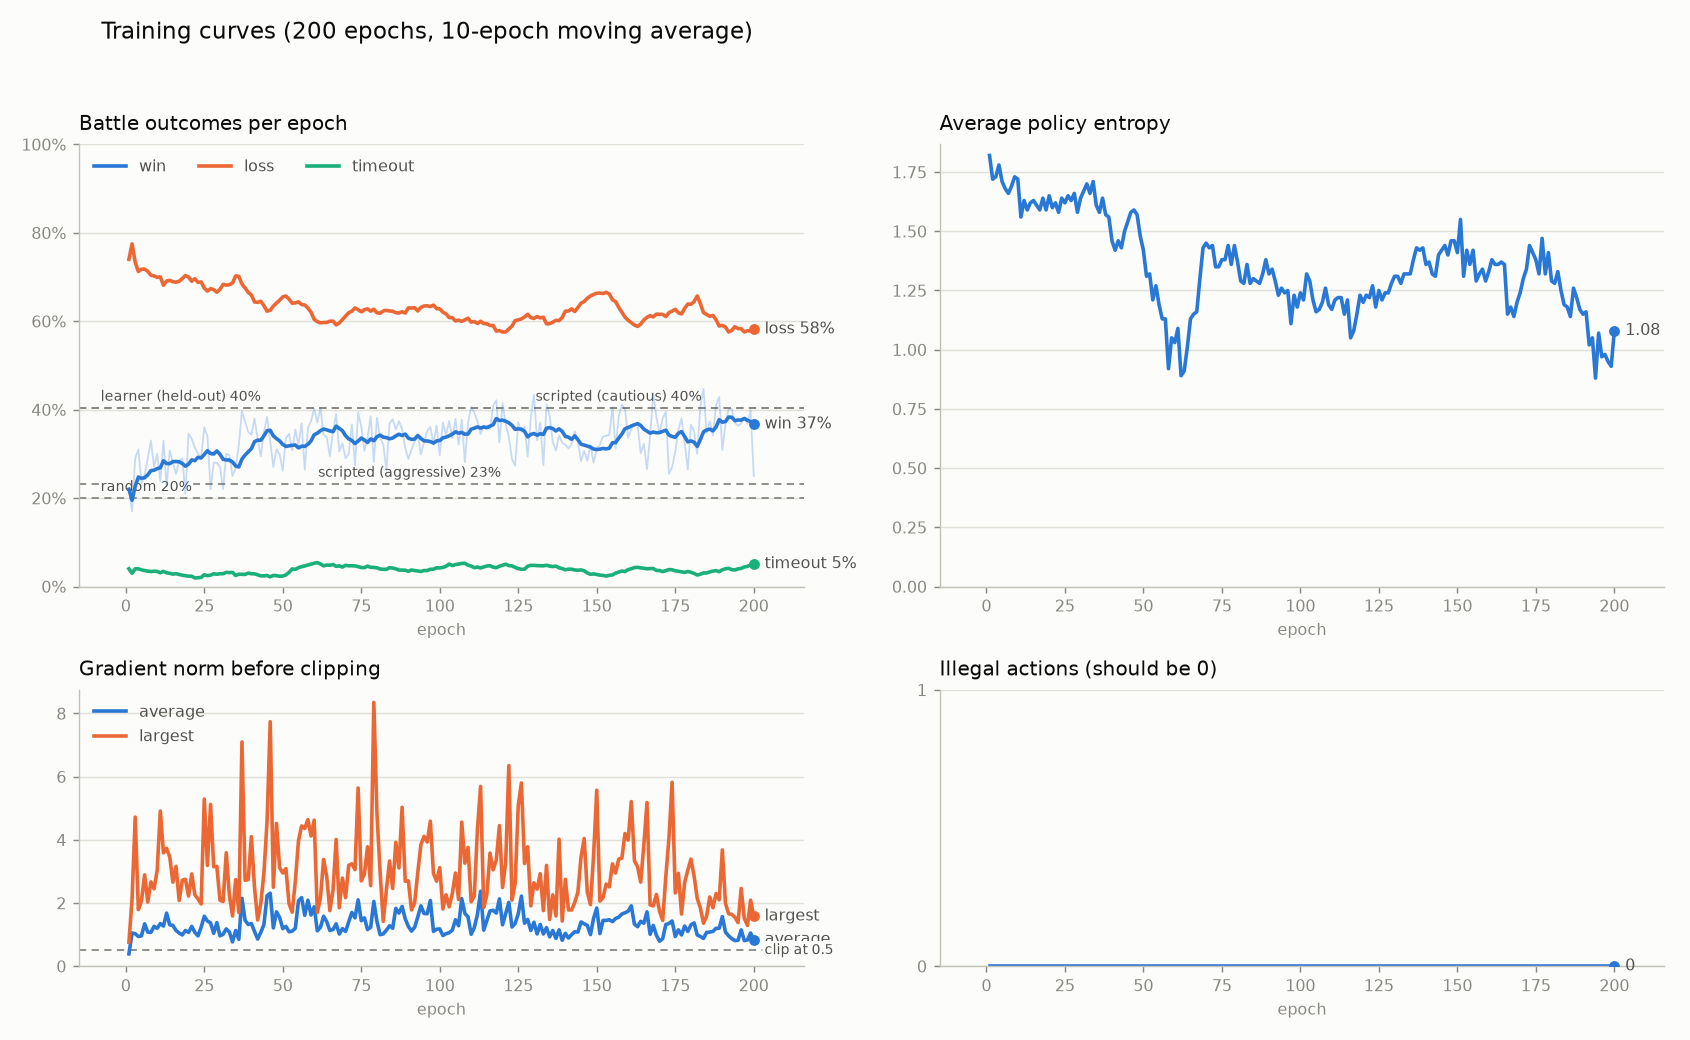 Training curves (200 epochs, 10-epoch moving average)
Battle outcomes per epoch
100%
80%
60%
40%
20%
0%
win
loss
timeout
loss 58%
learner (held-out) 40%
scripted (cautious) 40%
win 37%
scripted (aggressive) 23%
random 20%
timeout 5%
0 25 50 75 100 125 150 175 200
epoch
Average policy entropy
1.75
1.50
1.25
1.00
0.75
0.50
0.25
0.00
1.08
0 25 50 75 100 125 150 175 200
epoch
Gradient norm before clipping
8
6
4
2
0
average
largest
largest
average
clip at 0.5
0 25 50 75 100 125 150 175 200
epoch
Illegal actions (should be 0)
1
0
0
0 25 50 75 100 125 150 175 200
epoch